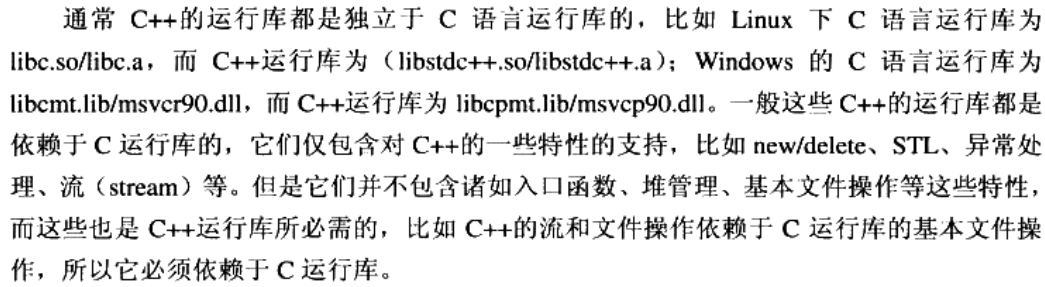 通常 C++的运行库都是独立于 C 语言运行库的，比如 Linux 下 C 语言运行库为
libc.so/libc.a，而 C++运行库为（libstdc++.so/libstdc++.a）；Windows 的 C 语言运行库为
libcmt.lib/msvcr90.dll，而 C++运行库为 libcpmt.lib/msvcp90.dll。一般这些 C++的运行库都是
依赖于 C 运行库的，它们仅包含对 C++的一些特性的支持，比如 new/delete、STL、异常处
理、流（stream）等。但是它们并不包含诸如入口函数、堆管理、基本文件操作等这些特性，
而这些也是 C++运行库所必需的，比如 C++的流和文件操作依赖于 C 运行库的基本文件操
作，所以它必须依赖于 C 运行库。